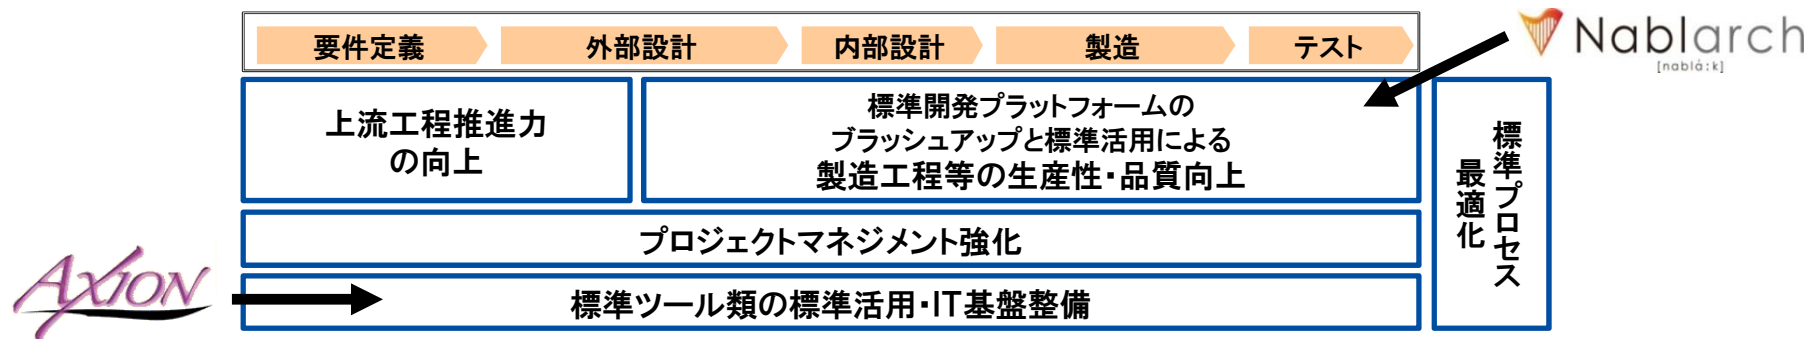 要件定義
外部設計
内部設計
製造
テスト
Nablarch
[nablá:k]
上流工程推進力
の向上
標準開発プラットフォームの
ブラッシュアップと標準活用による
製造工程等の生産性・品質向上
標準プロセス
最適化
プロジェクトマネジメント強化
AXION
標準ツール類の標準活用・IT基盤整備